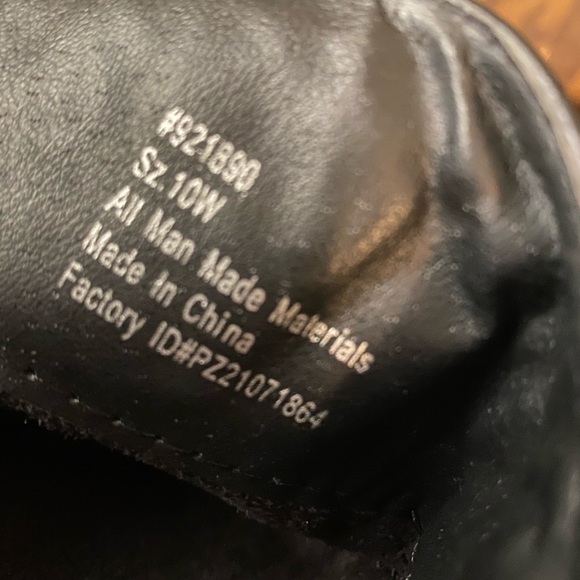 #921890
Sz.10W
All Man Made Materials
Made In China
Factory ID#PZ21071864